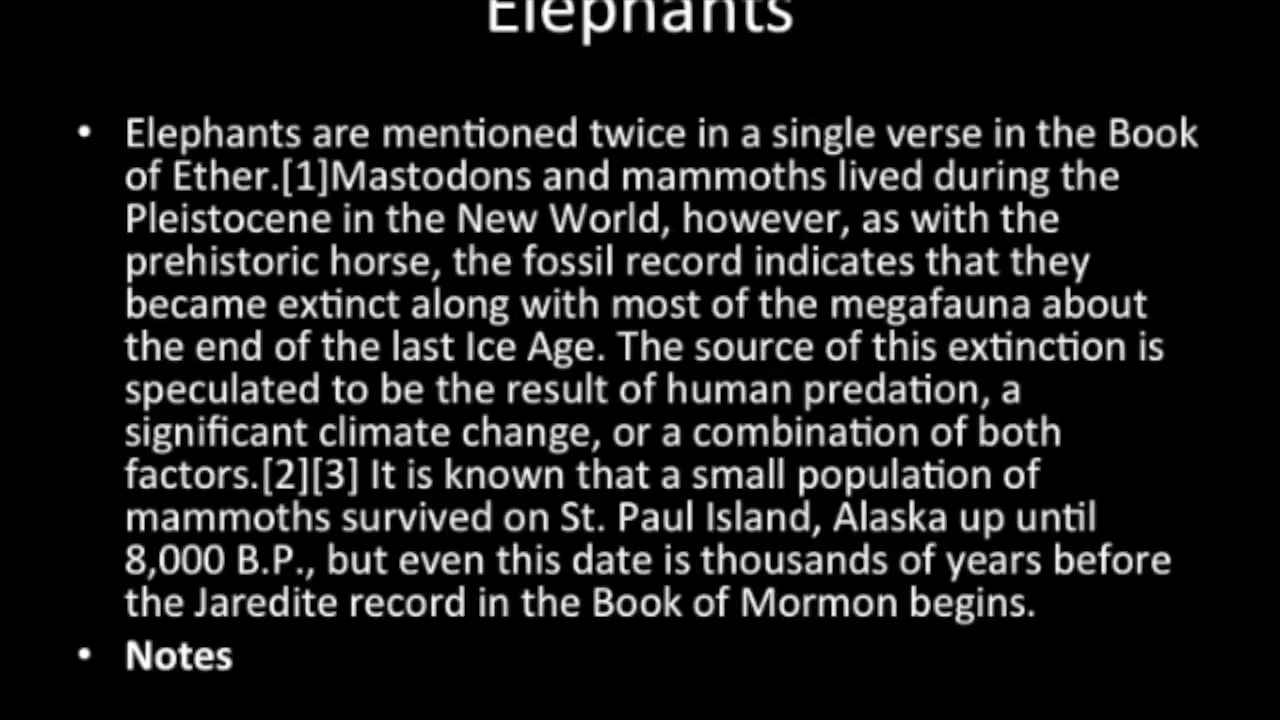 Elephants
• Elephants are mentioned twice in a single verse in the Book
of Ether.[1]Mastodons and mammoths lived during the
Pleistocene in the New World, however, as with the
prehistoric horse, the fossil record indicates that they
became extinct along with most of the megafauna about
the end of the last Ice Age. The source of this extinction is
speculated to be the result of human predation, a
significant climate change, or a combination of both
factors.[2][3] It is known that a small population of
mammoths survived on St. Paul Island, Alaska up until
8,000 B.P., but even this date is thousands of years before
the Jaredite record in the Book of Mormon begins.
• Notes